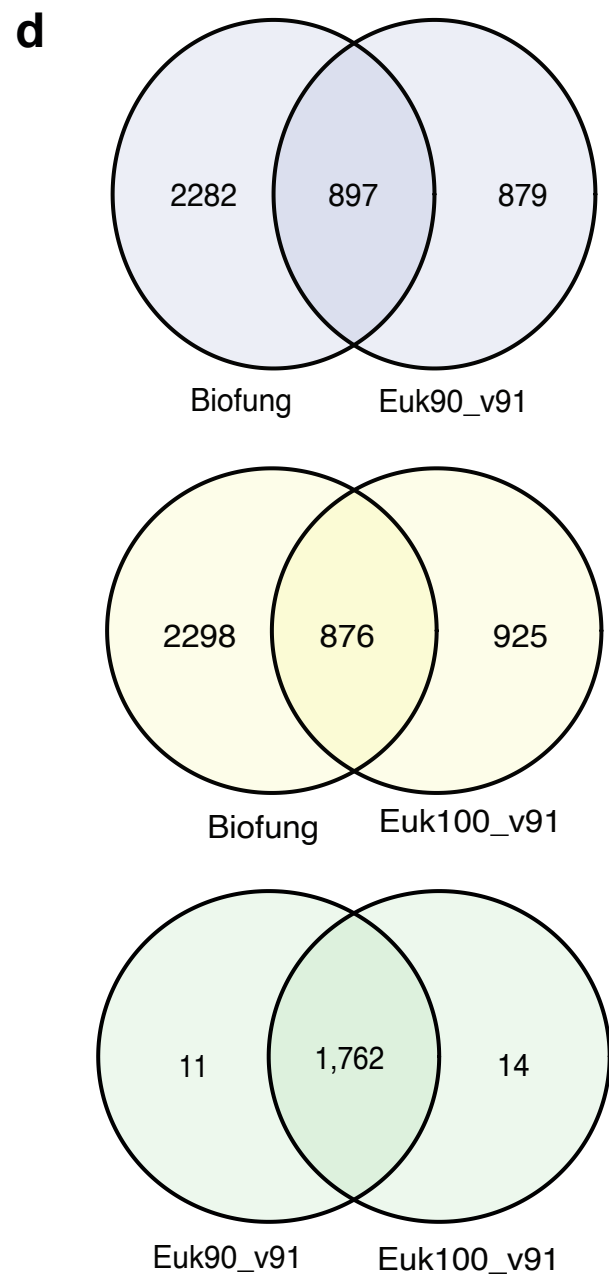 d
2282 897 879
Biofung Euk90_v91
2298 876 925
Biofung Euk100_v91
11 1,762 14
Euk90_v91 Euk100_v91